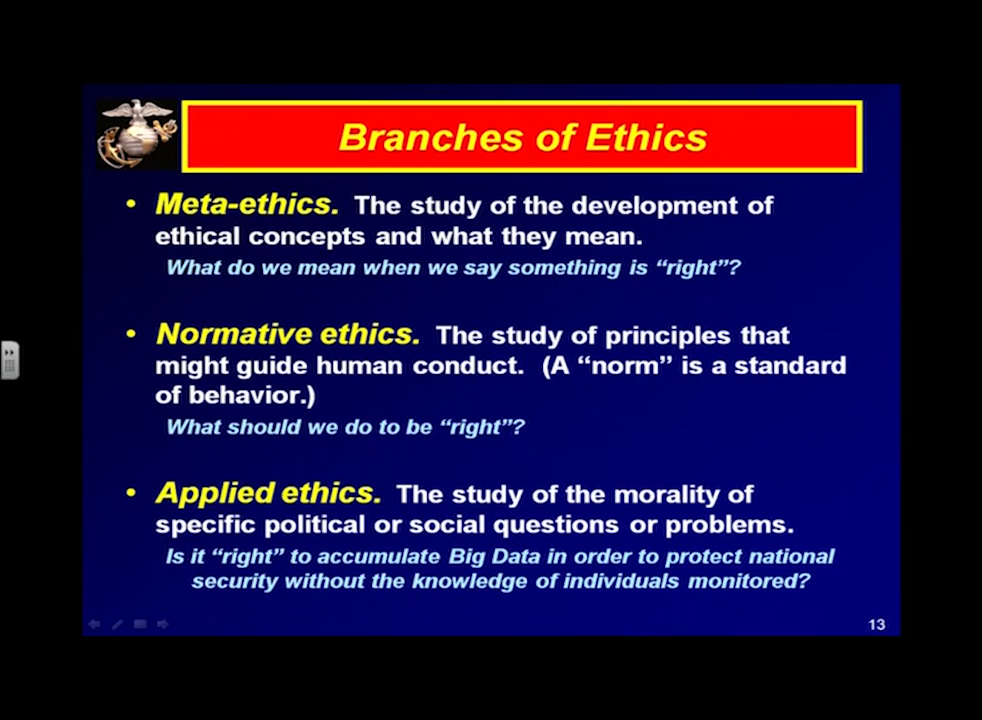 Branches of Ethics
• Meta-ethics. The study of the development of
ethical concepts and what they mean.
What do we mean when we say something is “right”?
• Normative ethics. The study of principles that
might guide human conduct. (A “norm” is a standard
of behavior.)
What should we do to be “right”?
• Applied ethics. The study of the morality of
specific political or social questions or problems.
Is it “right” to accumulate Big Data in order to protect national
security without the knowledge of individuals monitored?
13